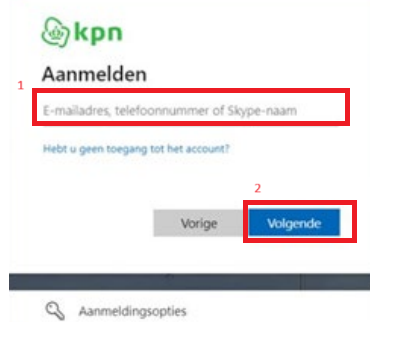 kpn
Aanmelden
1
E-mailadres, telefoonnummer of Skype-naam
Hebt u geen toegang tot het account?
2
Vorige Volgende
Aanmeldingsopties